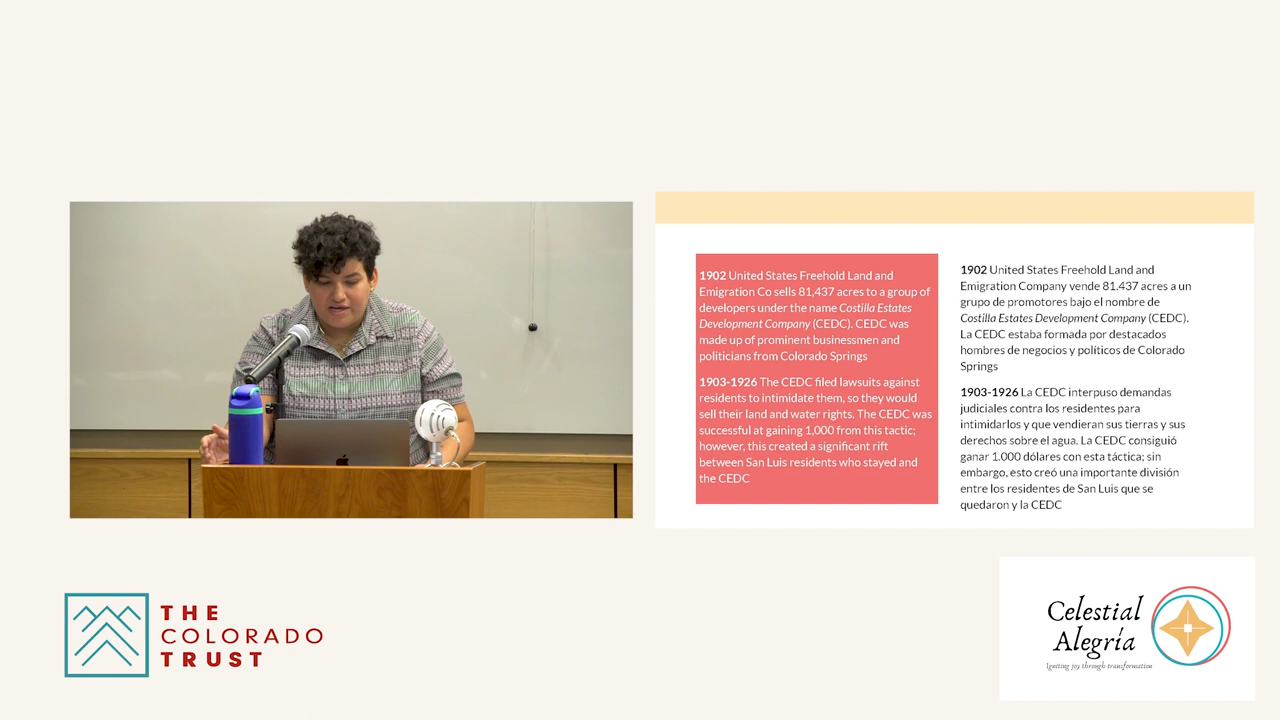 1902 United States Freehold Land and
Emigration Co sells 81,437 acres to a group of
developers under the name Costilla Estates
Development Company (CEDC). CEDC was
made up of prominent businessmen and
politicians from Colorado Springs
1903-1926 The CEDC filed lawsuits against
residents to intimidate them, so they would
sell their land and water rights. The CEDC was
successful at gaining 1,000 from this tactic;
however, this created a significant rift
between San Luis residents who stayed and
the CEDC
1902 United States Freehold Land and
Emigration Company vende 81.437 acres a un
grupo de promotores bajo el nombre de
Costilla Estates Development Company (CEDC).
La CEDC estaba formada por destacados
hombres de negocios y políticos de Colorado
Springs
1903-1926 La CEDC interpuso demandas
judiciales contra los residentes para
intimidarlos y que vendieran sus tierras y sus
derechos sobre el agua. La CEDC consiguió
ganar 1.000 dólares con esta táctica; sin
embargo, esto creó una importante división
entre los residentes de San Luis que se
quedaron y la CEDC
THE
COLORADO
TRUST
Celestial
Alegría
Igniting joy through transformation